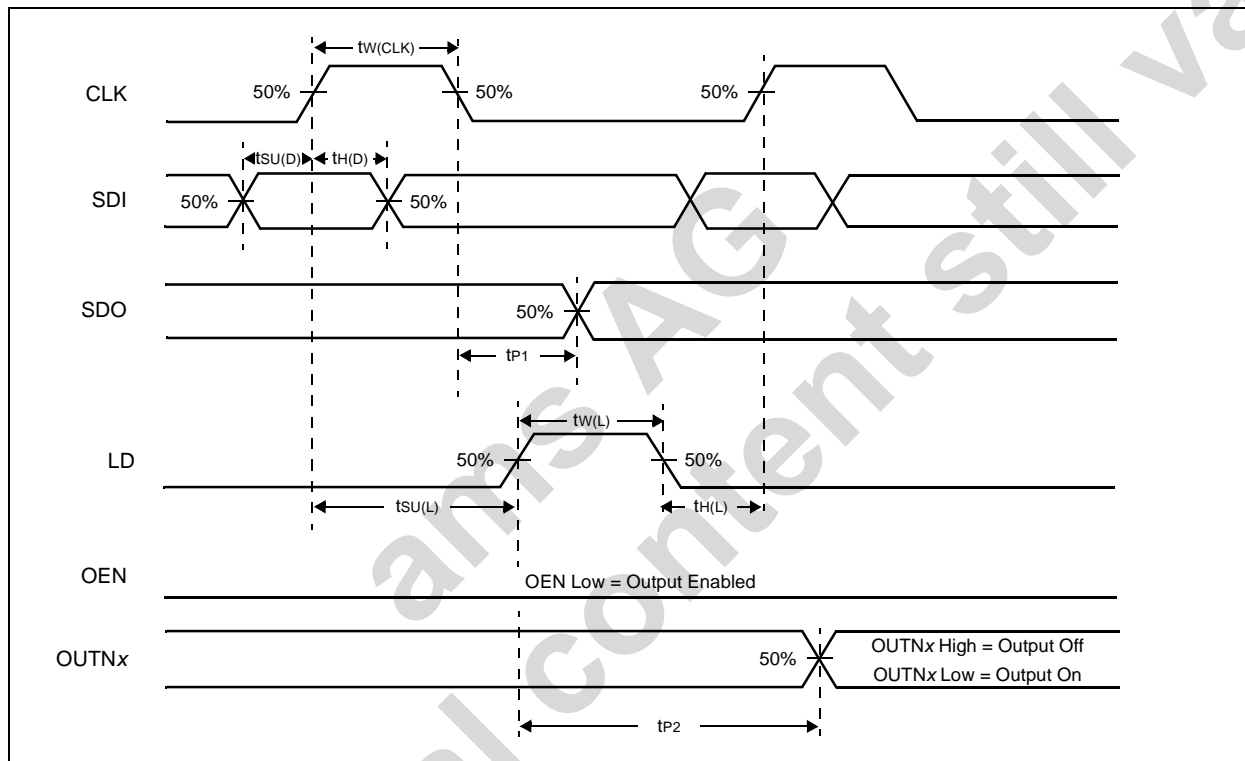 tW(CLK)
CLK 50% 50% 50%
tSU(D) tH(D)
SDI 50% 50%
SDO 50%
tP1
tW(L)
LD 50% 50%
tSU(L) tH(L)
OEN OEN Low = Output Enabled
OUTNx 50% OUTNx High = Output Off
OUTNx Low = Output On
tP2
ams AG
al content still va